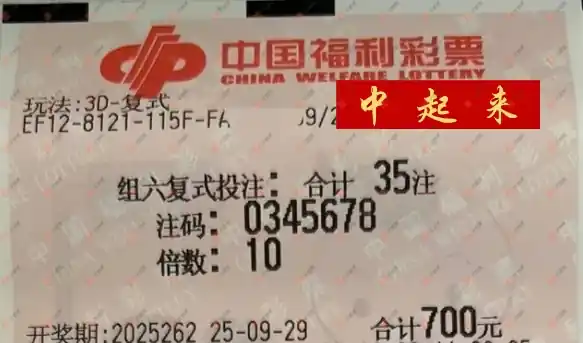 中国福利彩票
CHINA WELFARE LOTTERY
玩法:3D-复式
EF12-8121-115F-FA
中起来
组六复式投注: 合计 35注
注码: 0345678
倍数: 10
开奖期:2025262 25-09-29 合计700元